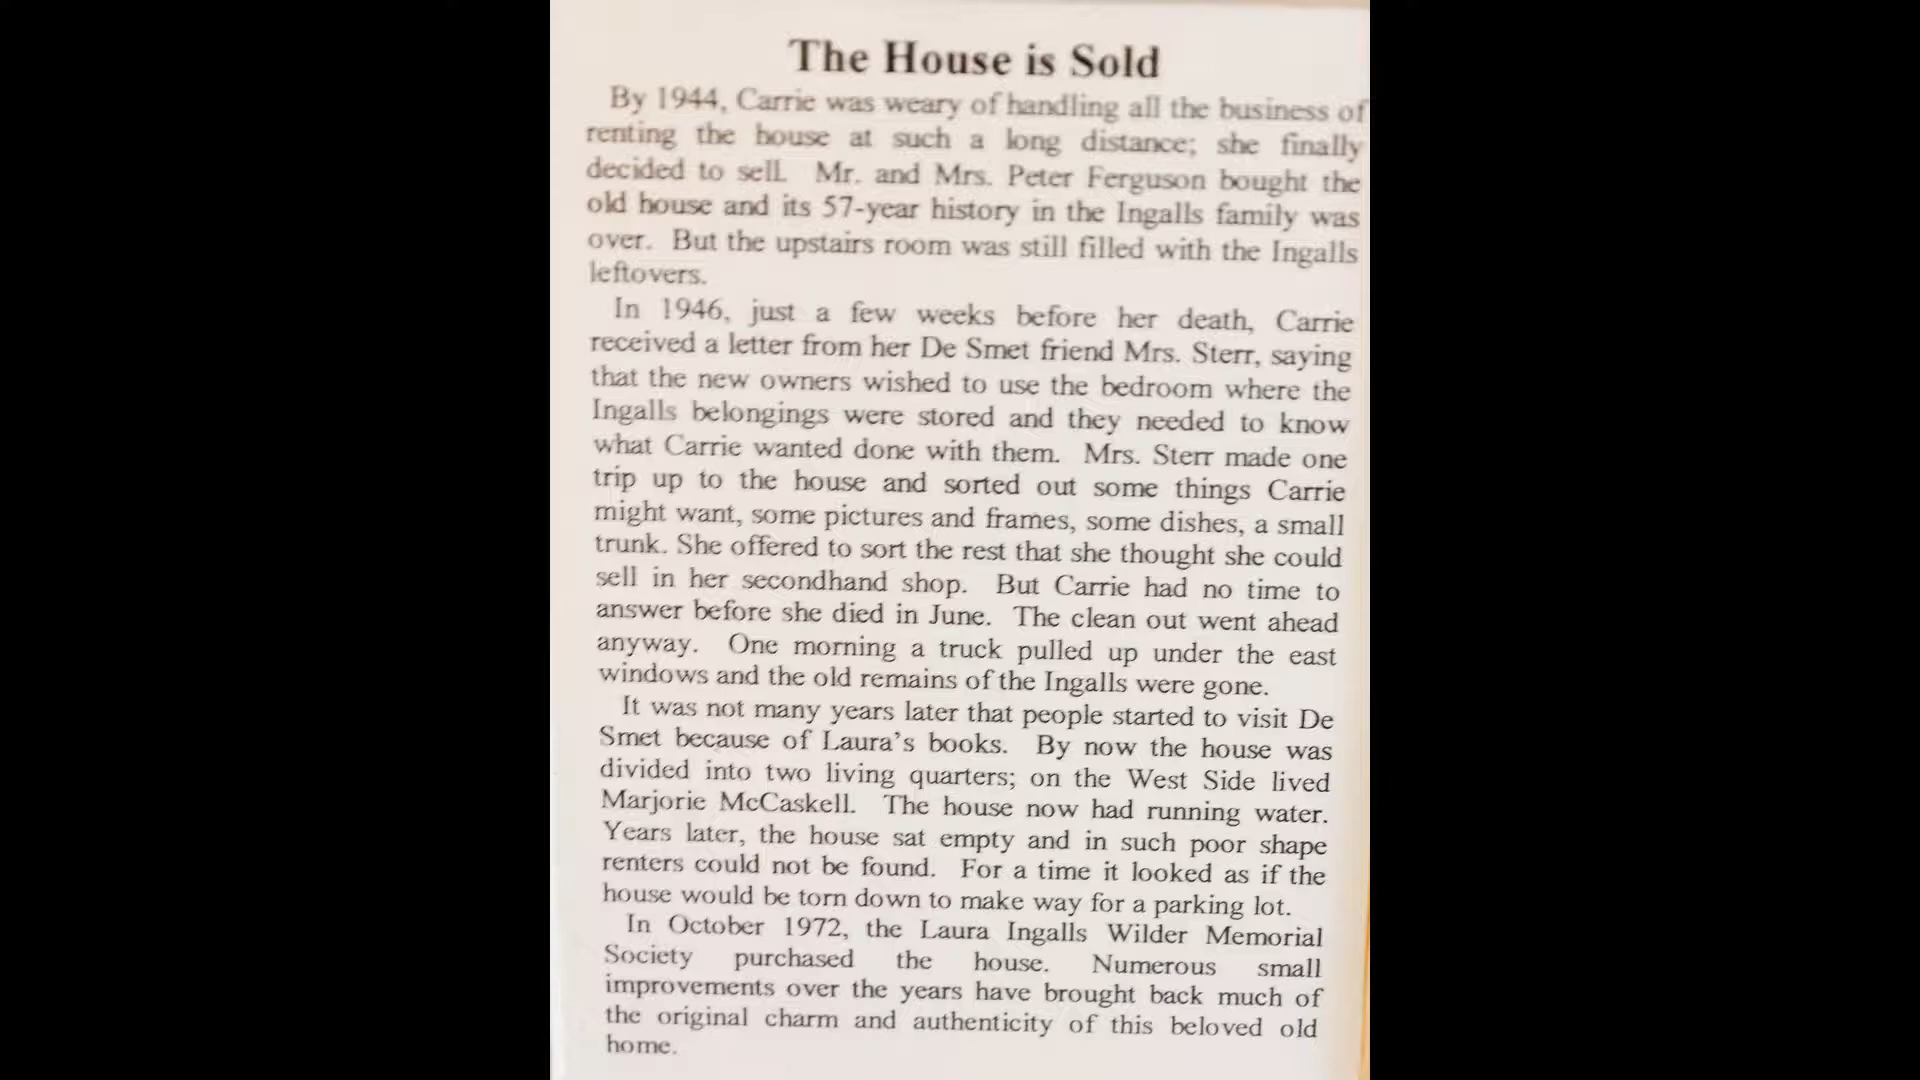 The House is Sold
By 1944, Carrie was weary of handling all the business of
renting the house at such a long distance; she finally
decided to sell. Mr. and Mrs. Peter Ferguson bought the
old house and its 57-year history in the Ingalls family was
over. But the upstairs room was still filled with the Ingalls
leftovers.
In 1946, just a few weeks before her death, Carrie
received a letter from her De Smet friend Mrs. Sterr, saying
that the new owners wished to use the bedroom where the
Ingalls belongings were stored and they needed to know
what Carrie wanted done with them. Mrs. Sterr made one
trip up to the house and sorted out some things Carrie
might want, some pictures and frames, some dishes, a small
trunk. She offered to sort the rest that she thought she could
sell in her secondhand shop. But Carrie had no time to
answer before she died in June. The clean out went ahead
anyway. One morning a truck pulled up under the east
windows and the old remains of the Ingalls were gone.
It was not many years later that people started to visit De
Smet because of Laura's books. By now the house was
divided into two living quarters; on the West Side lived
Marjorie McCaskell. The house now had running water.
Years later, the house sat empty and in such poor shape
renters could not be found. For a time it looked as if the
house would be torn down to make way for a parking lot.
In October 1972, the Laura Ingalls Wilder Memorial
Society purchased the house. Numerous small
improvements over the years have brought back much of
the original charm and authenticity of this beloved old
home.